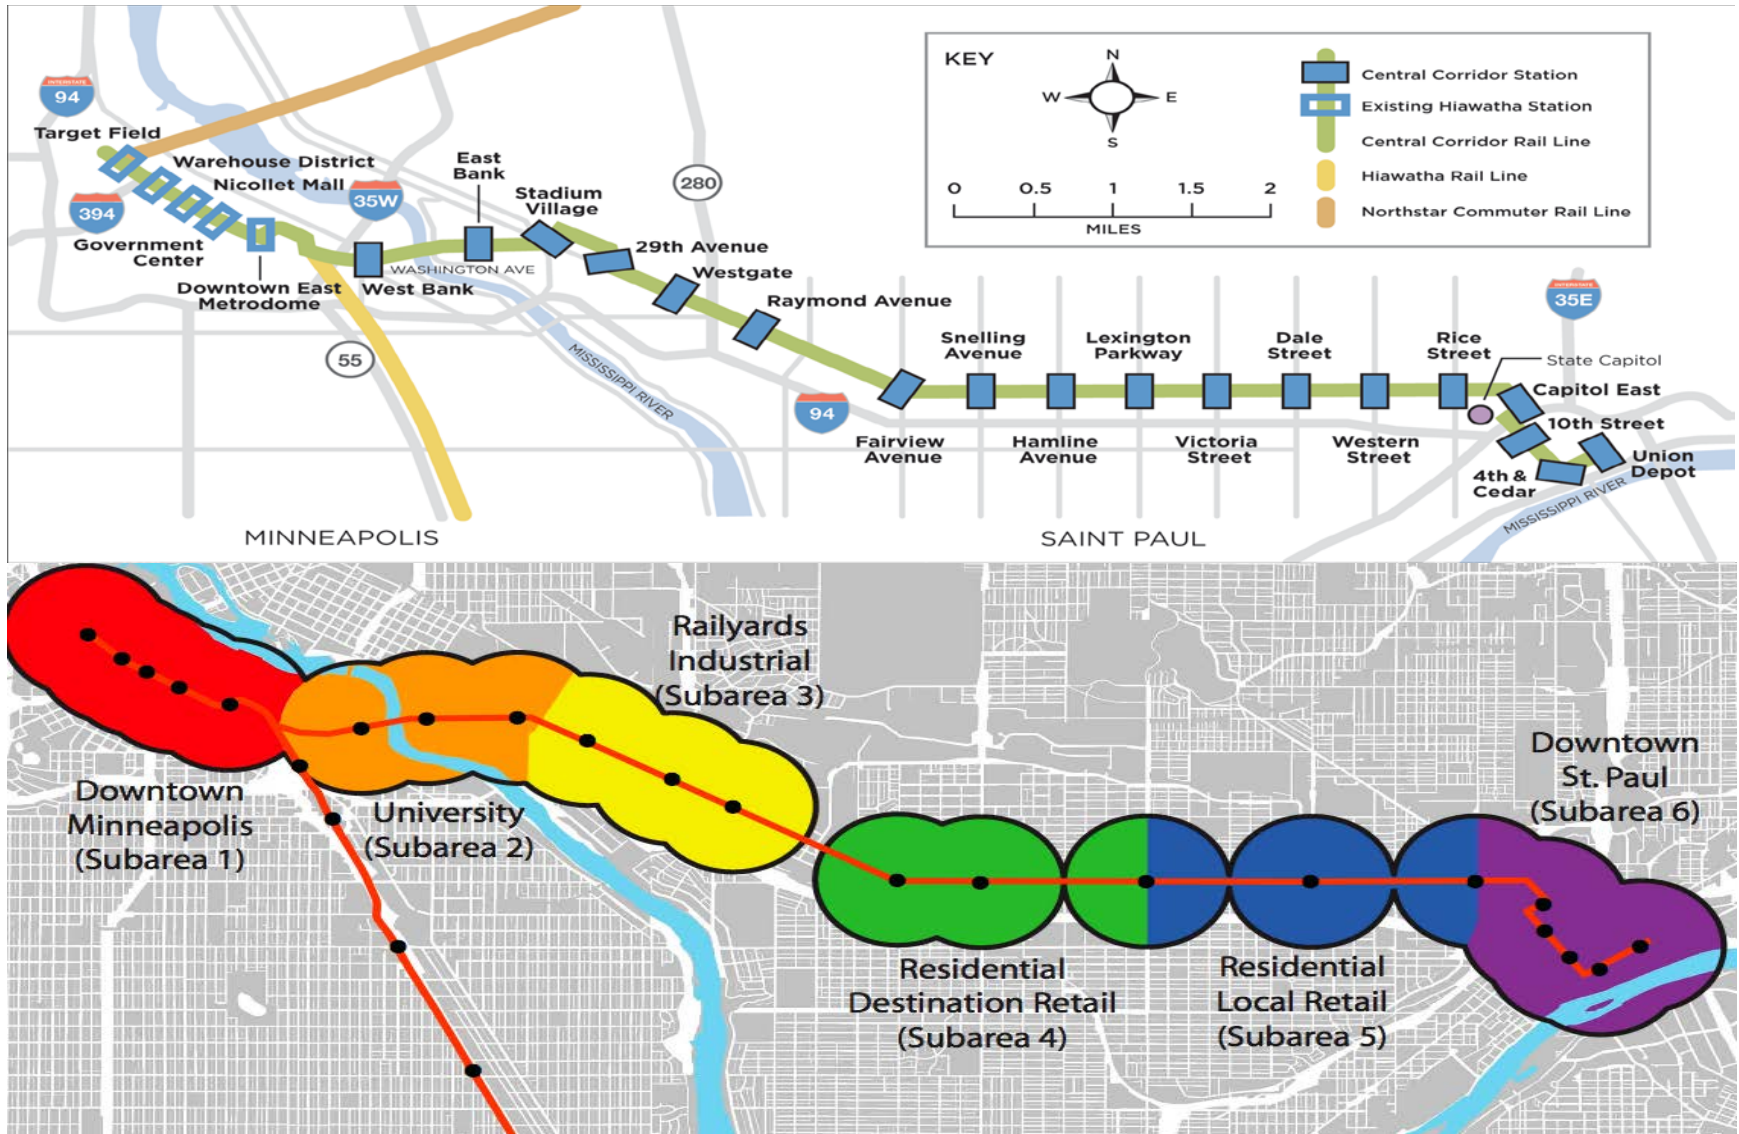 KEY
N
W
E
S
0 0.5 1 1.5 2
MILES
Central Corridor Station
Existing Hiawatha Station
Central Corridor Rail Line
Hiawatha Rail Line
Northstar Commuter Rail Line
INTERSTATE
94
Target Field
394
Warehouse District
Nicollet Mall
35W
Government
Center
Downtown East
Metrodome
West Bank
WASHINGTON AVE
East
Bank
Stadium
Village
280
29th Avenue
Westgate
Raymond Avenue
55
MISSISSIPPI RIVER
94
Fairview
Avenue
Snelling
Avenue
Hamline
Avenue
Lexington
Parkway
Victoria
Street
Dale
Street
Western
Street
Rice
Street
INTERSTATE
35E
State Capitol
Capitol East
10th Street
Union
Depot
4th &
Cedar
MISSISSIPPI RIVER
MINNEAPOLIS
SAINT PAUL
Downtown
Minneapolis
(Subarea 1)
University
(Subarea 2)
Railyards
Industrial
(Subarea 3)
Residential
Destination Retail
(Subarea 4)
Residential
Local Retail
(Subarea 5)
Downtown
St. Paul
(Subarea 6)